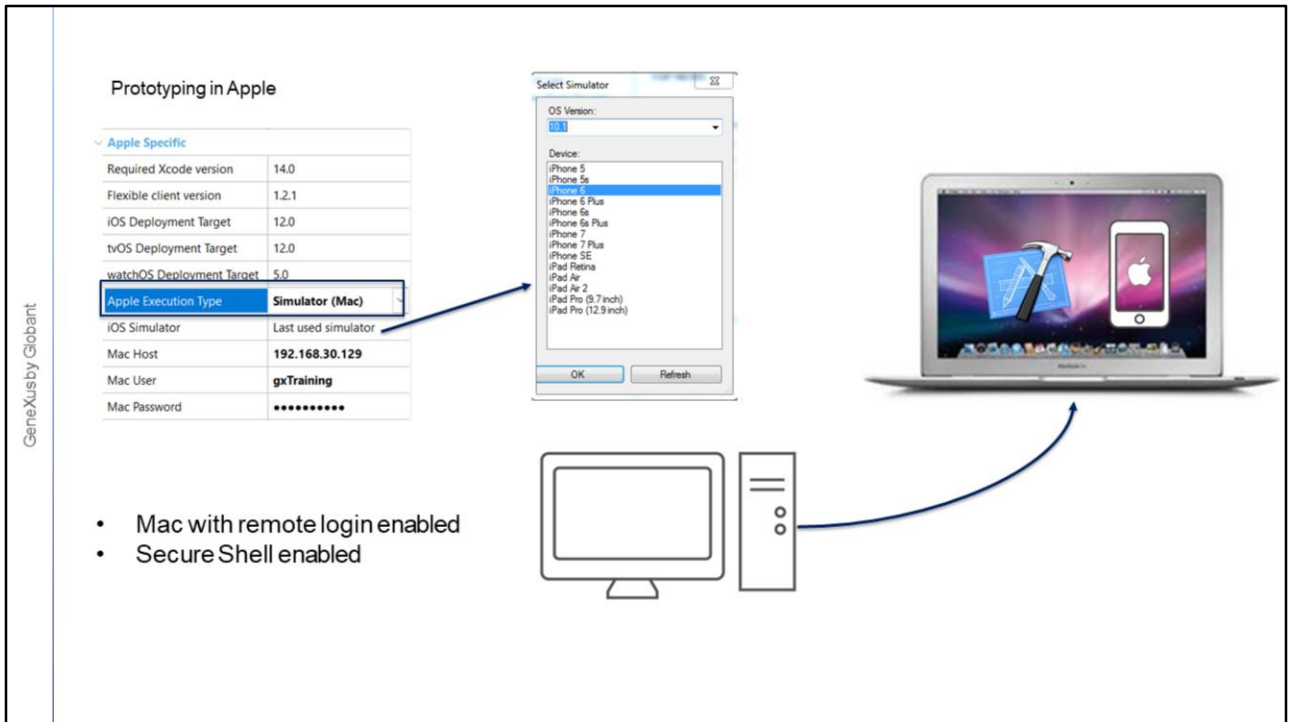 Prototyping in Apple
Apple Specific
Required Xcode version 14.0
Flexible client version 1.2.1
iOS Deployment Target 12.0
tvOS Deployment Target 12.0
watchOS Deployment Target 5.0
Apple Execution Type Simulator (Mac)
iOS Simulator Last used simulator
Mac Host 192.168.30.129
Mac User gxTraining
Mac Password ••••••••••
Select Simulator
OS Version:
10.1
Device:
iPhone 5
iPhone 5s
iPhone 6
iPhone 6 Plus
iPhone 6s
iPhone 6s Plus
iPhone 7
iPhone 7 Plus
iPhone SE
iPad Retina
iPad Air
iPad Air 2
iPad Pro (9.7 inch)
iPad Pro (12.9 inch)
OK Refresh
• Mac with remote login enabled
• Secure Shell enabled
GeneXusby Globant